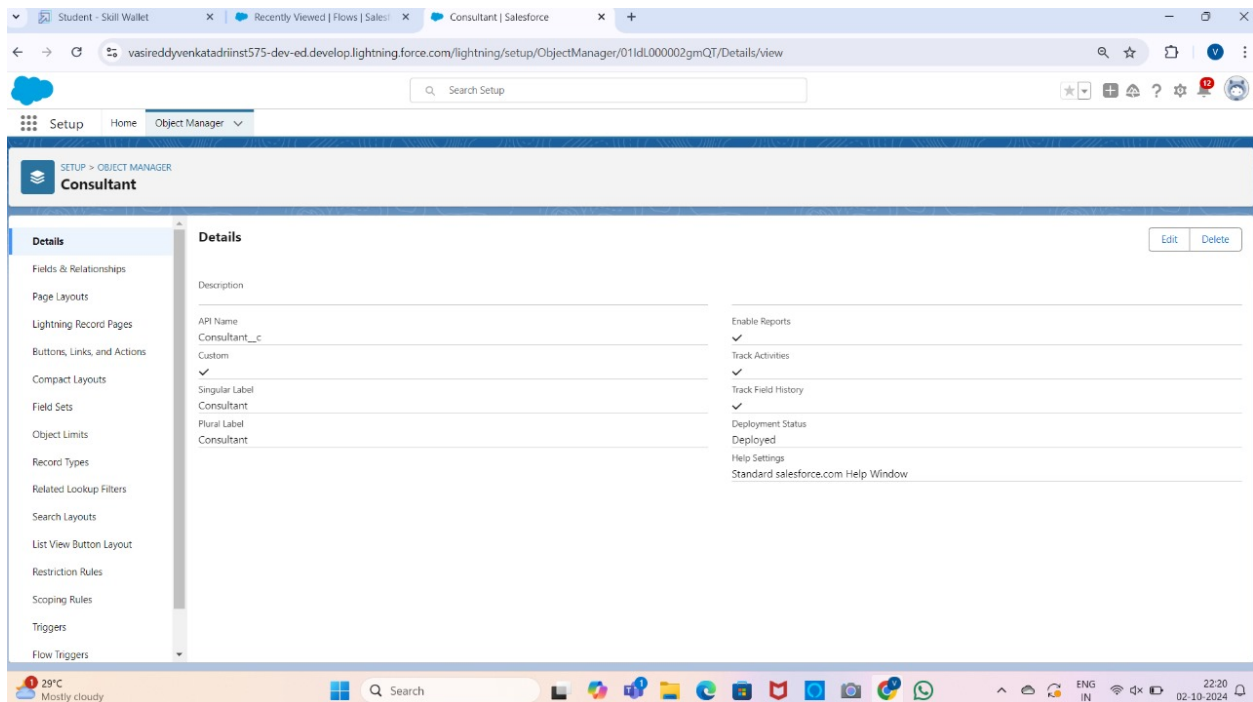 Student - Skill Wallet
Recently Viewed | Flows | Sales
Consultant | Salesforce
vasireddyvenkatadriinst575-dev-ed.develop.lightning.force.com/lightning/setup/ObjectManager/01IdL000002gmQT/Details/view
V
Search Setup
12
Setup Home Object Manager
SETUP > OBJECT MANAGER
Consultant
Details
Fields & Relationships
Page Layouts
Lightning Record Pages
Buttons, Links, and Actions
Compact Layouts
Field Sets
Object Limits
Record Types
Related Lookup Filters
Search Layouts
List View Button Layout
Restriction Rules
Scoping Rules
Triggers
Flow Triggers
Details
Edit Delete
Description
API Name
Consultant__c
Custom
Singular Label
Consultant
Plural Label
Consultant
Enable Reports
Track Activities
Track Field History
Deployment Status
Deployed
Help Settings
Standard salesforce.com Help Window
1
29°C
Mostly cloudy
Search
ENG
IN
22:20
02-10-2024